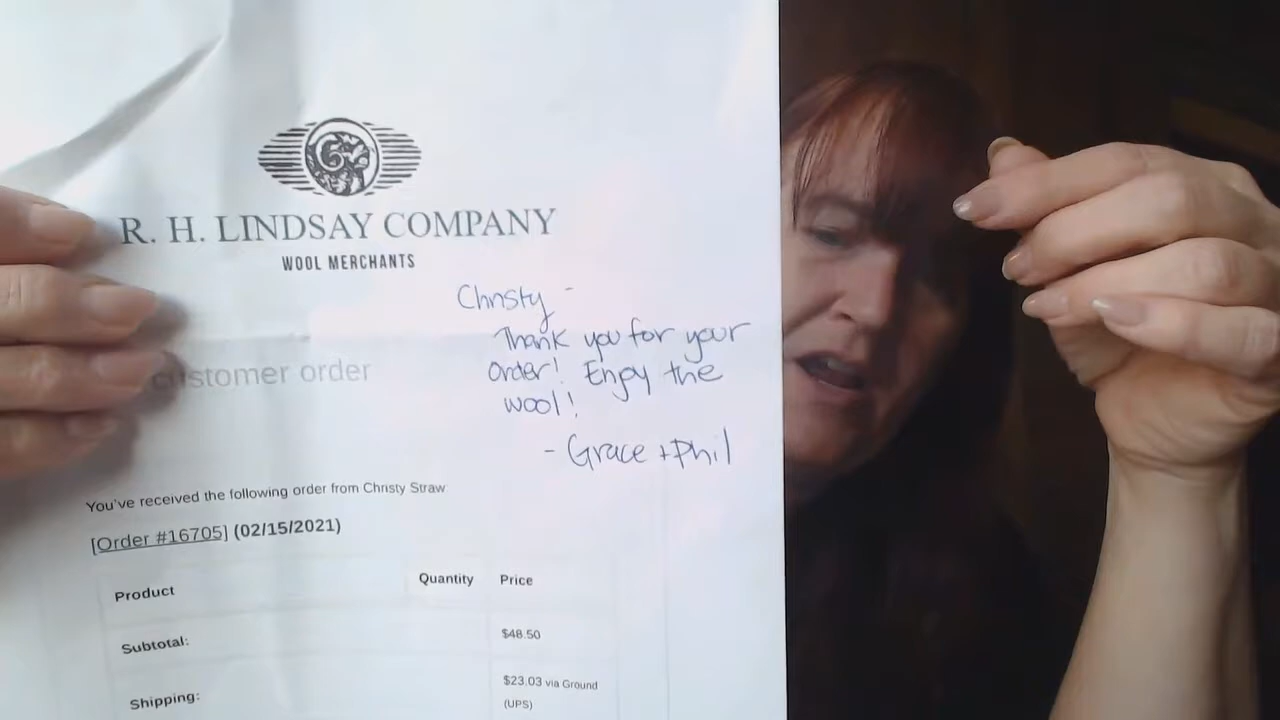 R. H. LINDSAY COMPANY
WOOL MERCHANTS
Christy -
Thank you for your
order! Enjoy the
wool!
- Grace + Phil
customer order
You've received the following order from Christy Straw
[Order #16705] (02/15/2021)
Product Quantity Price
Subtotal: $48.50
Shipping: $23.03 via Ground
(UPS)